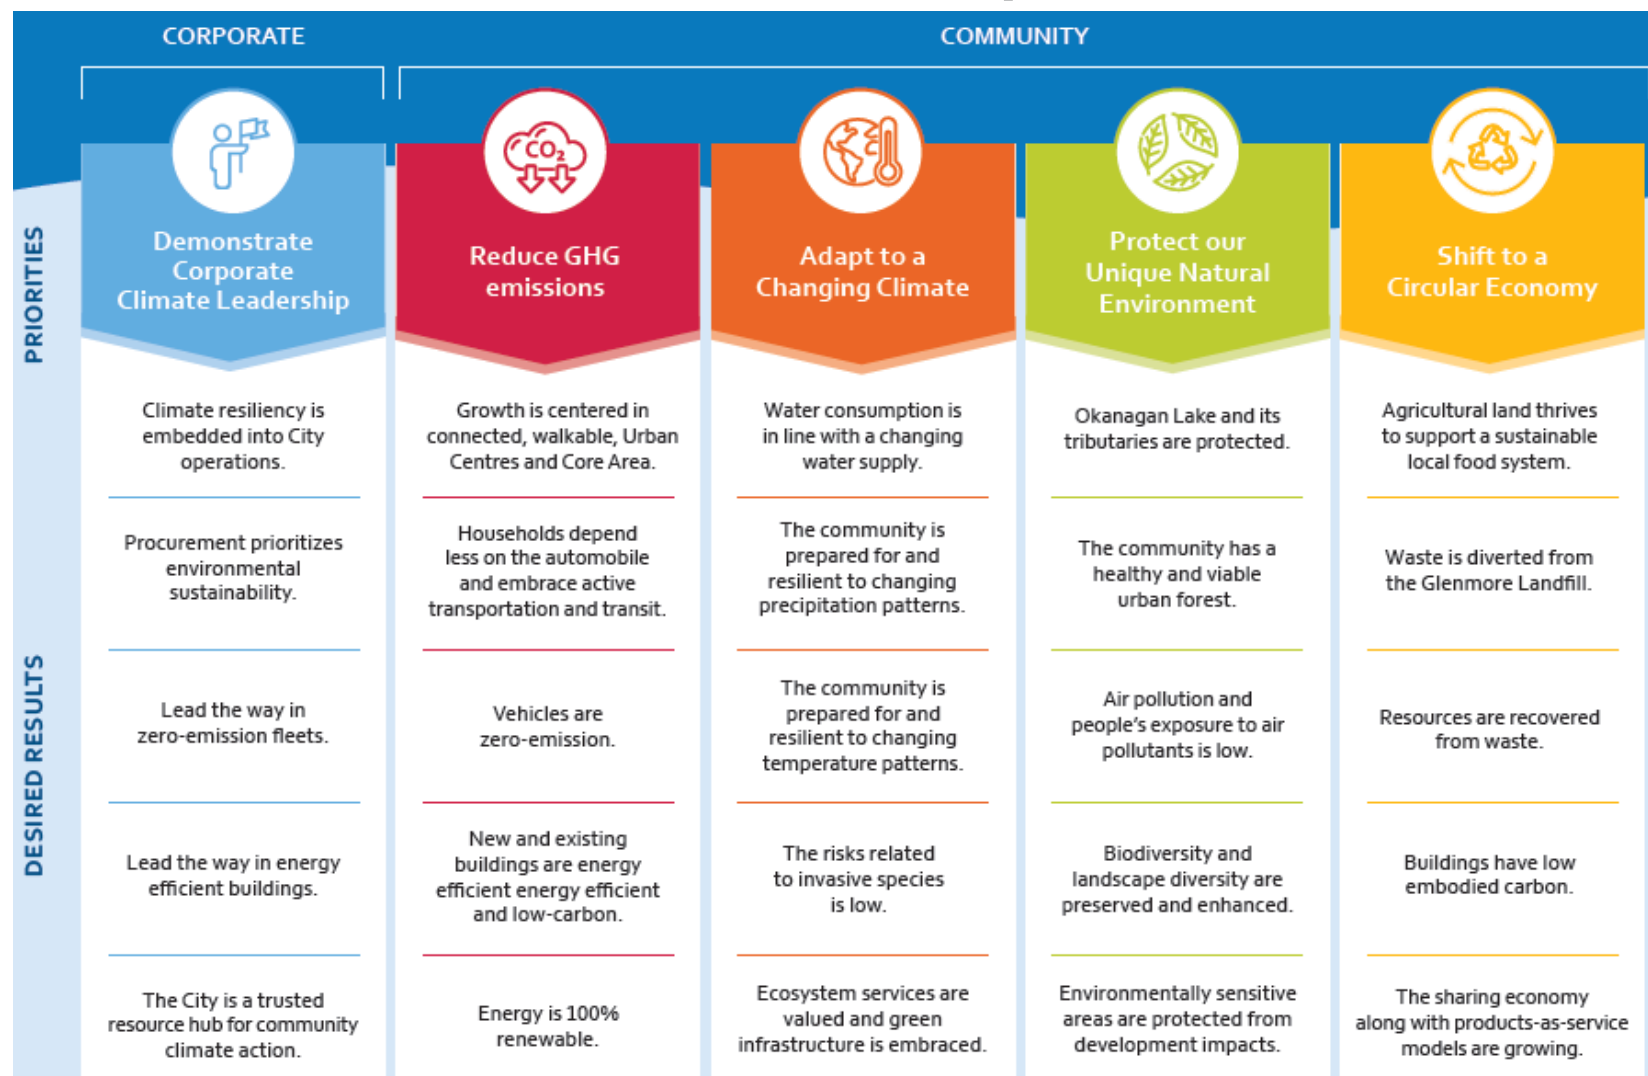 CORPORATE
COMMUNITY
PRIORITIES
Demonstrate
Corporate
Climate Leadership
CO₂
Reduce GHG
emissions
Adapt to a
Changing Climate
Protect our
Unique Natural
Environment
Shift to a
Circular Economy
DESIRED RESULTS
Climate resiliency is
embedded into City
operations.
Growth is centered in
connected, walkable, Urban
Centres and Core Area.
Water consumption is
in line with a changing
water supply.
Okanagan Lake and its
tributaries are protected.
Agricultural land thrives
to support a sustainable
local food system.
Procurement prioritizes
environmental
sustainability.
Households depend
less on the automobile
and embrace active
transportation and transit.
The community is
prepared for and
resilient to changing
precipitation patterns.
The community has a
healthy and viable
urban forest.
Waste is diverted from
the Glenmore Landfill.
Lead the way in
zero-emission fleets.
Vehicles are
zero-emission.
The community is
prepared for and
resilient to changing
temperature patterns.
Air pollution and
people's exposure to air
pollutants is low.
Resources are recovered
from waste.
Lead the way in energy
efficient buildings.
New and existing
buildings are energy
efficient energy efficient
and low-carbon.
The risks related
to invasive species
is low.
Biodiversity and
landscape diversity are
preserved and enhanced.
Buildings have low
embodied carbon.
The City is a trusted
resource hub for community
climate action.
Energy is 100%
renewable.
Ecosystem services are
valued and green
infrastructure is embraced.
Environmentally sensitive
areas are protected from
development impacts.
The sharing economy
along with products-as-service
models are growing.